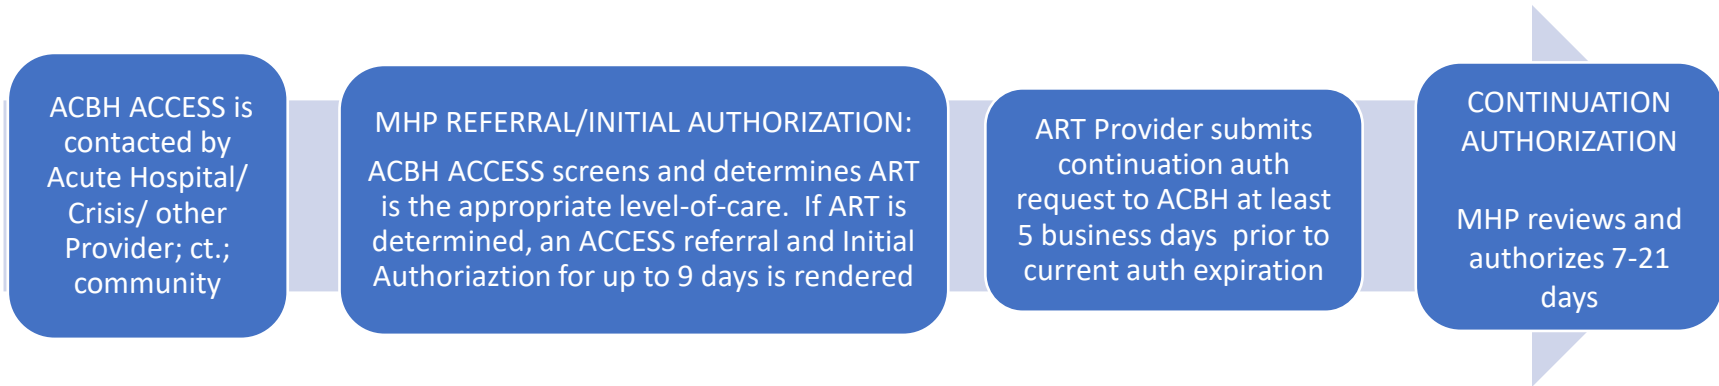 ACBH ACCESS is
contacted by
Acute Hospital/
Crisis/ other
Provider; ct.;
community
MHP REFERRAL/INITIAL AUTHORIZATION:
ACBH ACCESS screens and determines ART
is the appropriate level-of-care.  If ART is
determined, an ACCESS referral and Initial
Authoriaztion for up to 9 days is rendered
ART Provider submits
continuation auth
request to ACBH at least
5 business days  prior to
current auth expiration
CONTINUATION
AUTHORIZATION
MHP reviews and
authorizes 7-21
days